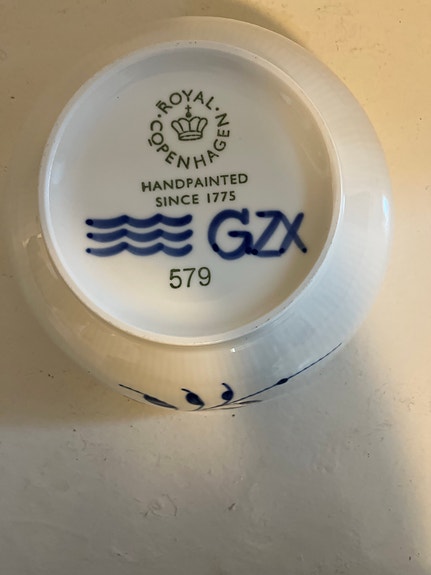 ROYAL COPENHAGEN
HANDPAINTED
SINCE 1775
GZX
579